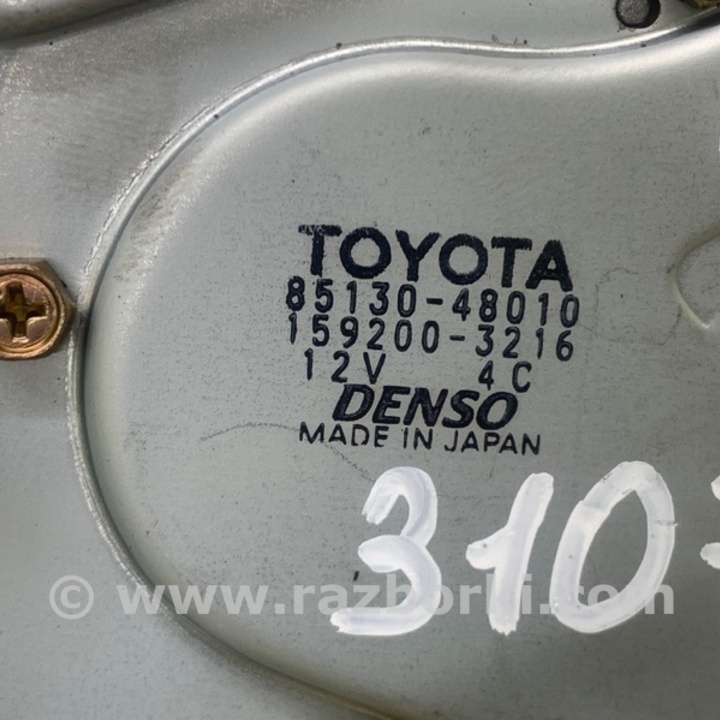 TOYOTA
85130-48010
159200-3216
12V 4C
DENSO
MADE IN JAPAN
310-
© www.razborki.com